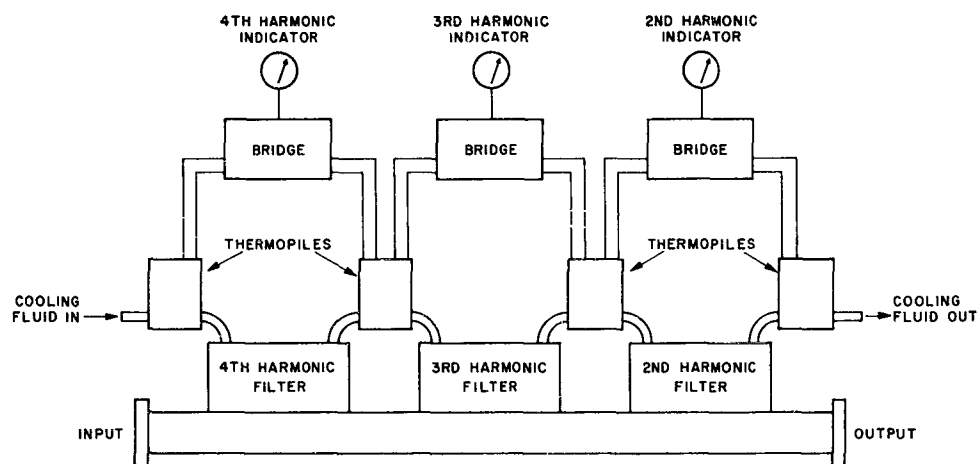 4TH HARMONIC
INDICATOR
3RD HARMONIC
INDICATOR
2ND HARMONIC
INDICATOR
BRIDGE
BRIDGE
BRIDGE
THERMOPILES
THERMOPILES
COOLING
FLUID IN
COOLING
FLUID OUT
4TH HARMONIC
FILTER
3RD HARMONIC
FILTER
2ND HARMONIC
FILTER
INPUT
OUTPUT